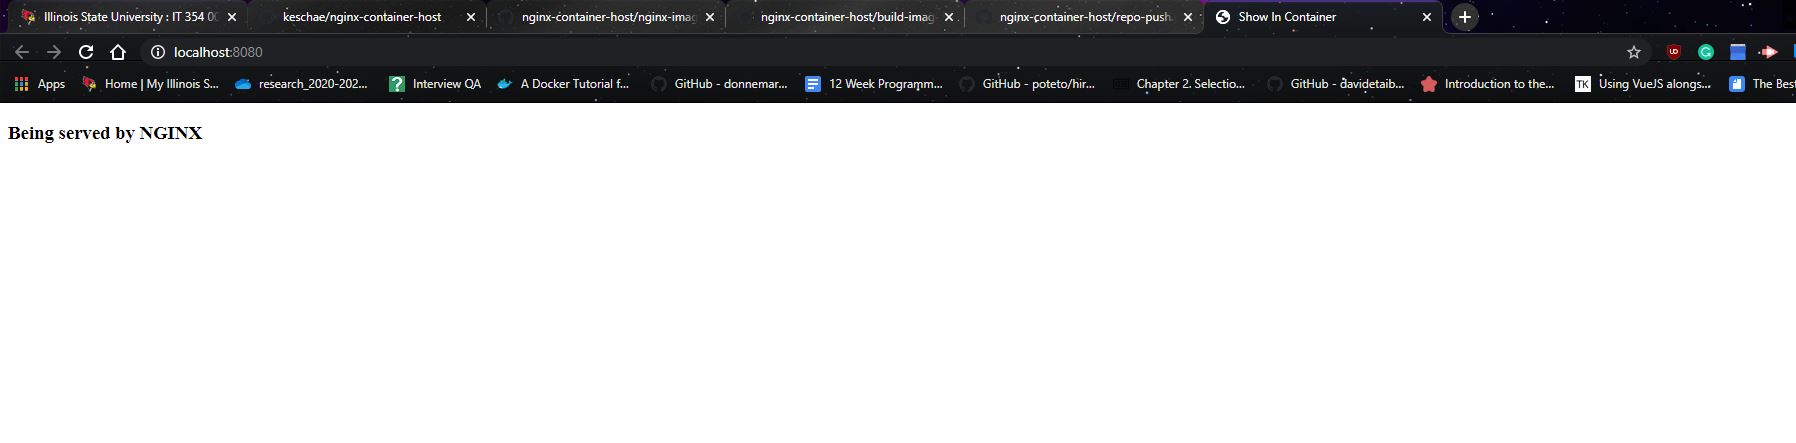 Illinois State University : IT 354 00 keschae/nginx-container-host nginx-container-host/nginx-imag nginx-container-host/build-imag nginx-container-host/repo-push. Show In Container
localhost:8080
Apps Home | My Illinois S... research_2020-202... Interview QA A Docker Tutorial f... GitHub - donnemar... 12 Week Programm... GitHub - poteto/hir... Chapter 2. Selectio... GitHub - davidetaib... Introduction to the... TK Using VueJS alongs... The Best
Being served by NGINX